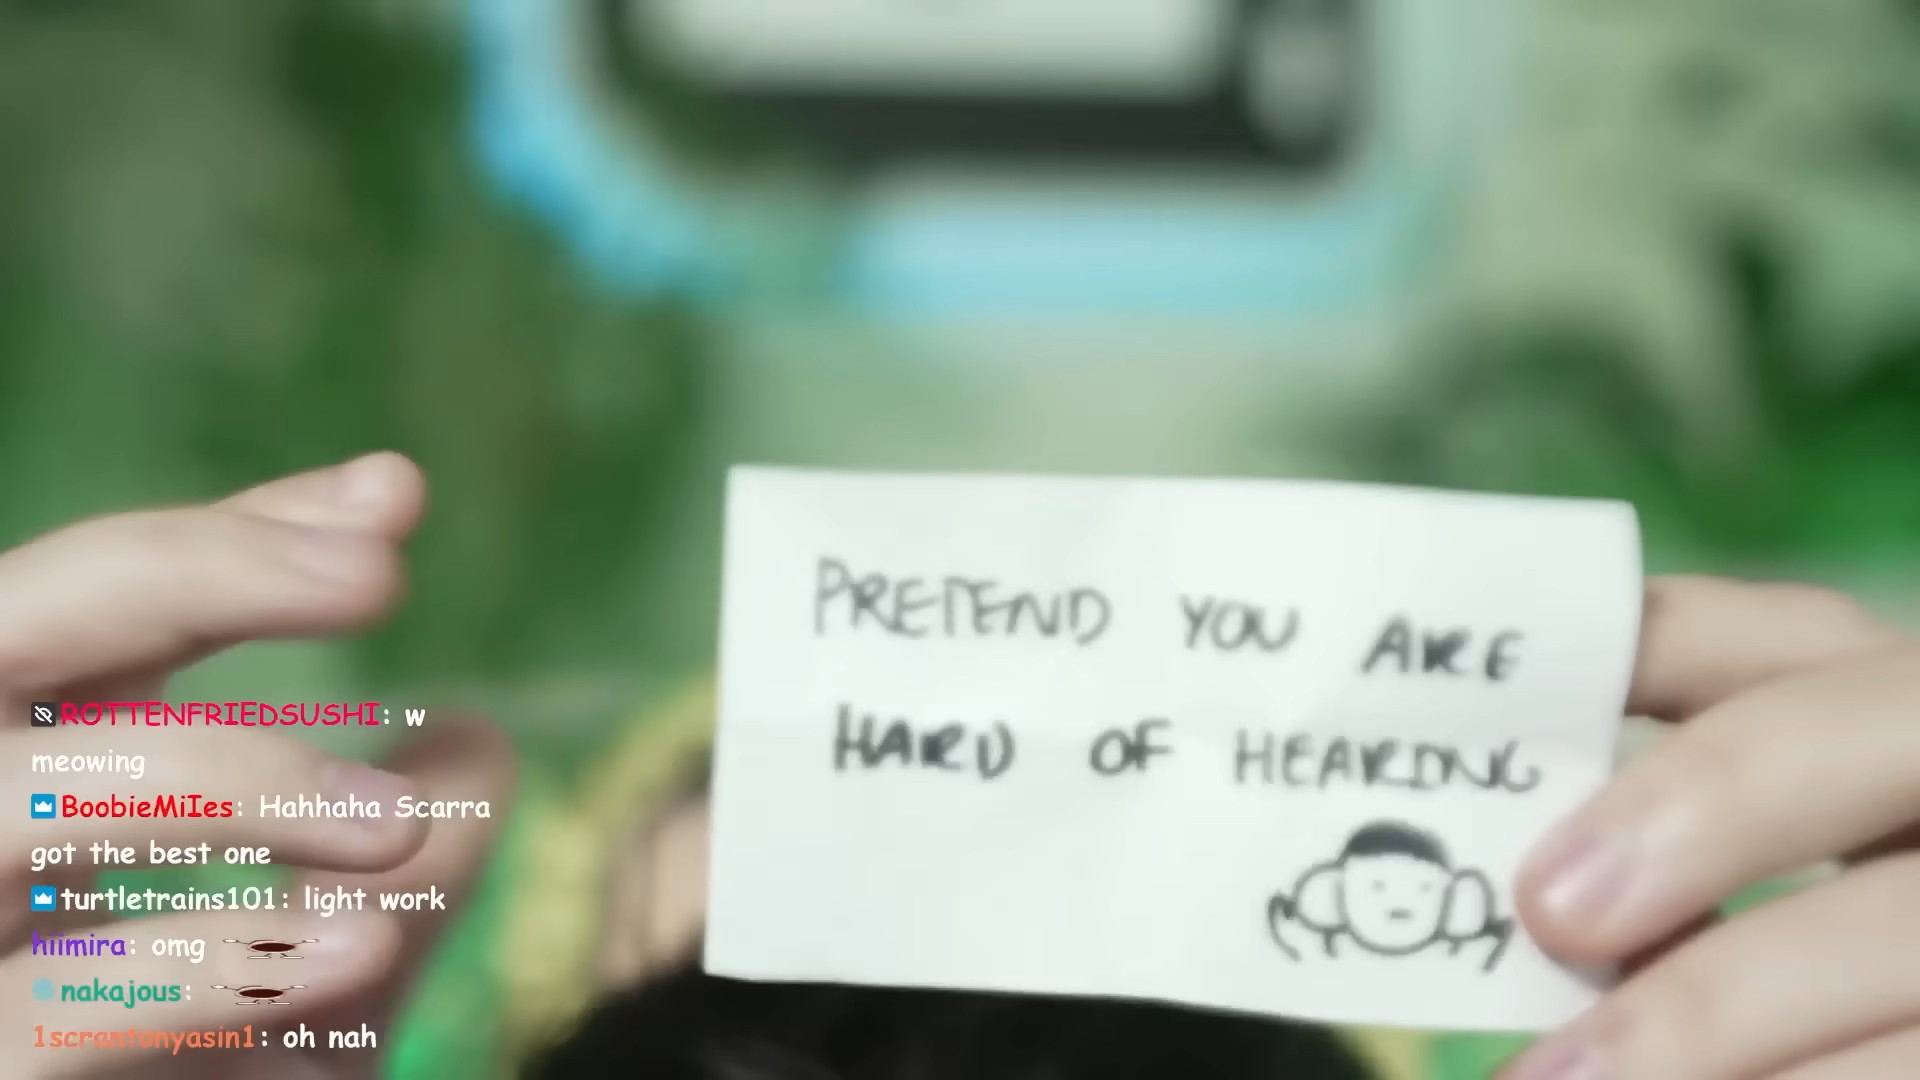 PRETEND YOU ARE
HARD OF HEARING
ROTTENFRIEDSUSHI: w
meowing
BoobieMiIes: Hahhaha Scarra
got the best one
turtletrains101: light work
hiimira: omg
nakajous:
1scrantonyasin1: oh nah